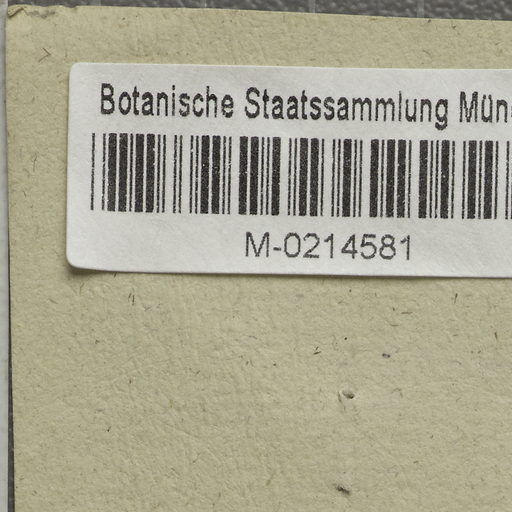 Botanische Staatssammlung Mün
M-0214581